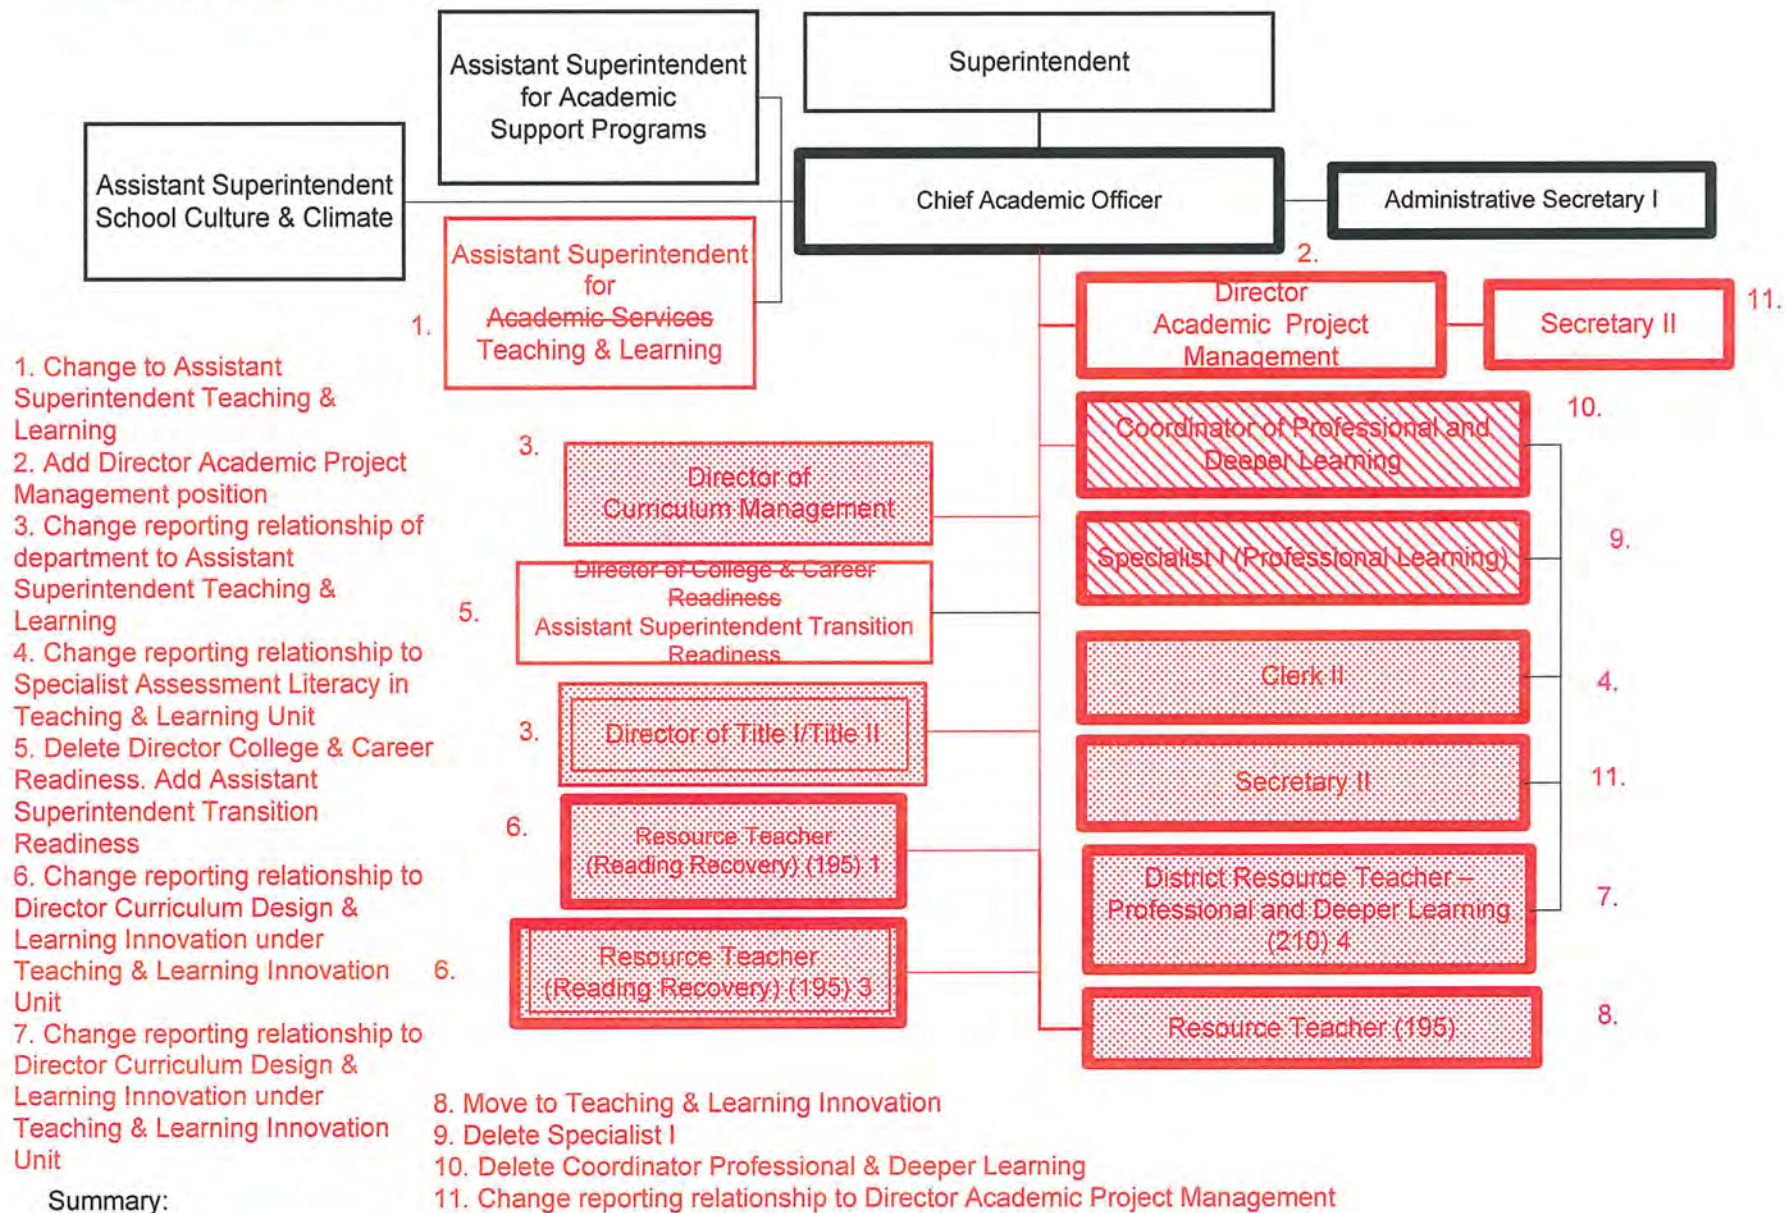 Superintendent
Assistant Superintendent
for Academic
Support Programs
Assistant Superintendent
School Culture & Climate
Chief Academic Officer
Administrative Secretary I
1.
Assistant Superintendent
for
Academic Services
Teaching & Learning
2.
Director
Academic Project
Management
Secretary II
11.
3.
Director of
Curriculum Management
10.
Coordinator of Professional and
Deeper Learning
5.
Director of College & Career
Readiness
Assistant Superintendent Transition
Readiness
Specialist I (Professional Learning)
9.
3.
Director of Title I/Title II
Clerk II
4.
Secretary II
11.
6.
Resource Teacher
(Reading Recovery) (195) 1
District Resource Teacher –
Professional and Deeper Learning
(210) 4
7.
6.
Resource Teacher
(Reading Recovery) (195) 3
Resource Teacher (195)
8.
1. Change to Assistant
Superintendent Teaching &
Learning
2. Add Director Academic Project
Management position
3. Change reporting relationship of
department to Assistant
Superintendent Teaching &
Learning
4. Change reporting relationship to
Specialist Assessment Literacy in
Teaching & Learning Unit
5. Delete Director College & Career
Readiness. Add Assistant
Superintendent Transition
Readiness
6. Change reporting relationship to
Director Curriculum Design &
Learning Innovation under
Teaching & Learning Innovation
Unit
7. Change reporting relationship to
Director Curriculum Design &
Learning Innovation under
Teaching & Learning Innovation
Unit
8. Move to Teaching & Learning Innovation
9. Delete Specialist I
10. Delete Coordinator Professional & Deeper Learning
11. Change reporting relationship to Director Academic Project Management
Summary: